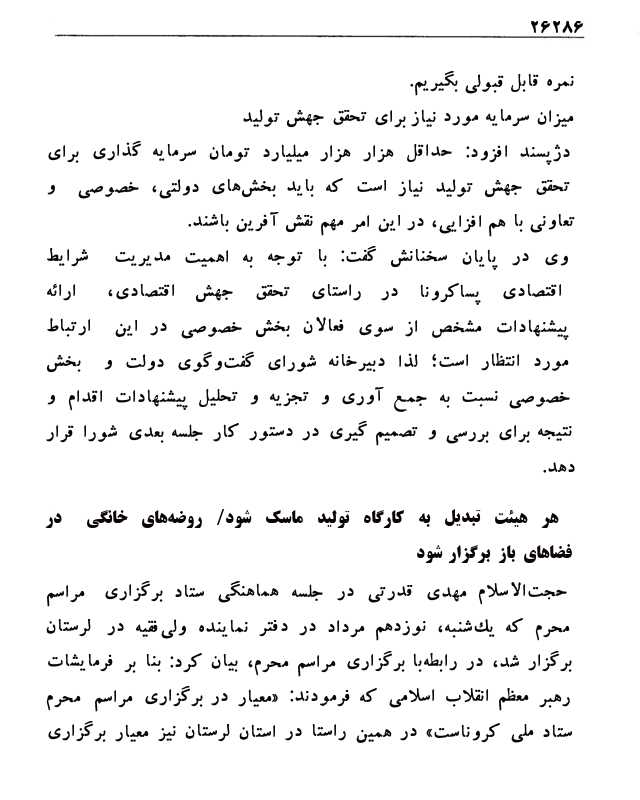 ۲۶۲۸۶
نمره قابل قبولی بگیریم.
میزان سرمایه مورد نیاز برای تحقق جهش تولید
دژپسند افزود: حداقل هزار هزار میلیارد تومان سرمایه گذاری برای
تحقق جهش تولید نیاز است که باید بخش‌های دولتی، خصوصی و
تعاونی با هم افزایی، در این امر مهم نقش آفرین باشند.
وی در پایان سخنانش گفت: با توجه به اهمیت مدیریت شرایط
اقتصادی پساکرونا در راستای تحقق جهش اقتصادی، ارائه
پیشنهادات مشخص از سوی فعالان بخش خصوصی در این ارتباط
مورد انتظار است؛ لذا دبیرخانه شورای گفت‌وگوی دولت و بخش
خصوصی نسبت به جمع آوری و تجزیه و تحلیل پیشنهادات اقدام و
نتیجه برای بررسی و تصمیم گیری در دستور کار جلسه بعدی شورا قرار
دهد.
هر هیئت تبدیل به کارگاه تولید ماسک شود/ روضه‌های خانگی در
فضاهای باز برگزار شود
حجت‌الاسلام مهدی قدرتی در جلسه هماهنگی ستاد برگزاری مراسم
محرم که یک‌شنبه، نوزدهم مرداد در دفتر نماینده ولی‌فقیه در لرستان
برگزار شد، در رابطه‌با برگزاری مراسم محرم، بیان کرد: بنا بر فرمایشات
رهبر معظم انقلاب اسلامی که فرمودند: «معیار در برگزاری مراسم محرم
ستاد ملی کروناست» در همین راستا در استان لرستان نیز معیار برگزاری